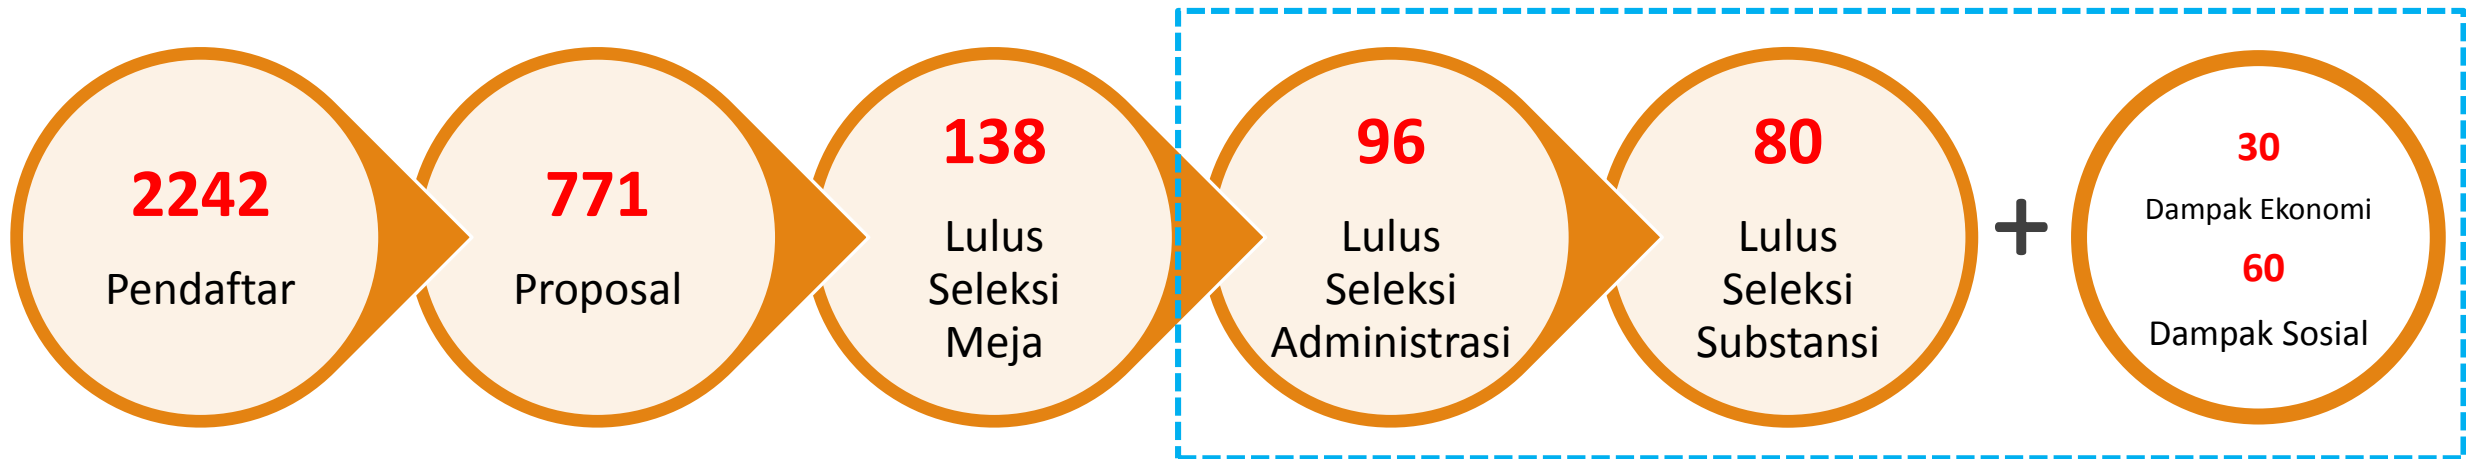 2242
Pendaftar
771
Proposal
138
Lulus
Seleksi
Meja
96
Lulus
Seleksi
Administrasi
80
Lulus
Seleksi
Substansi
+
30
Dampak Ekonomi
60
Dampak Sosial